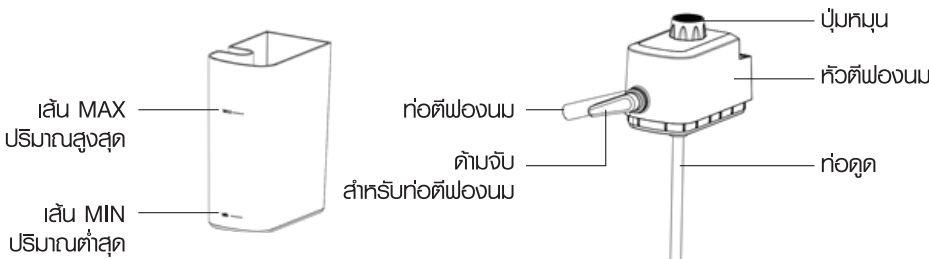 เส้น MAX
ปริมาณสูงสุด
เส้น MIN
ปริมาณต่ำสุด
ปุ่มหมุน
หัวตีฟองนม
ท่อตีฟองนม
ด้ามจับ
สำหรับท่อตีฟองนม
ท่อดูด